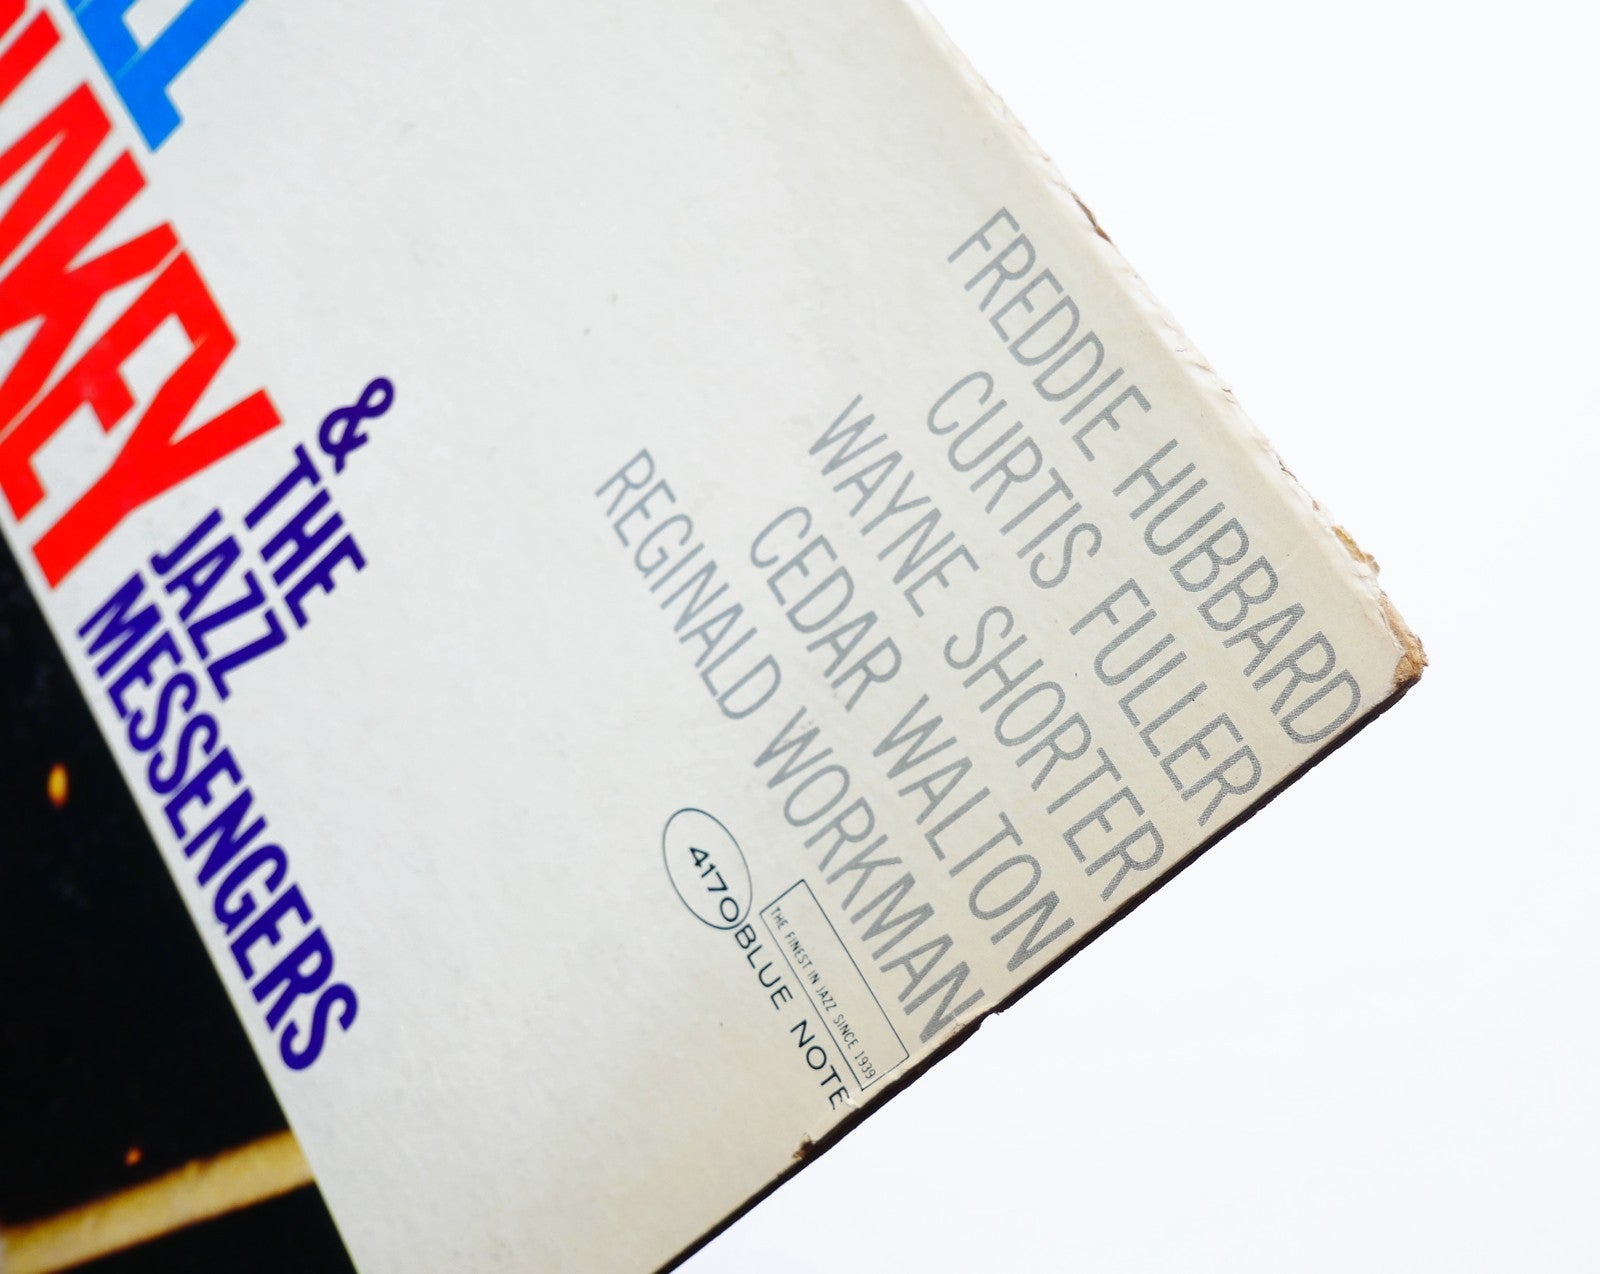 & THE
JAZZ
MESSENGERS
FREDDIE HUBBARD
CURTIS FULLER
WAYNE SHORTER
CEDAR WALTON
REGINALD WORKMAN
THE FINEST IN JAZZ SINCE 1939
4170 BLUE NOTE